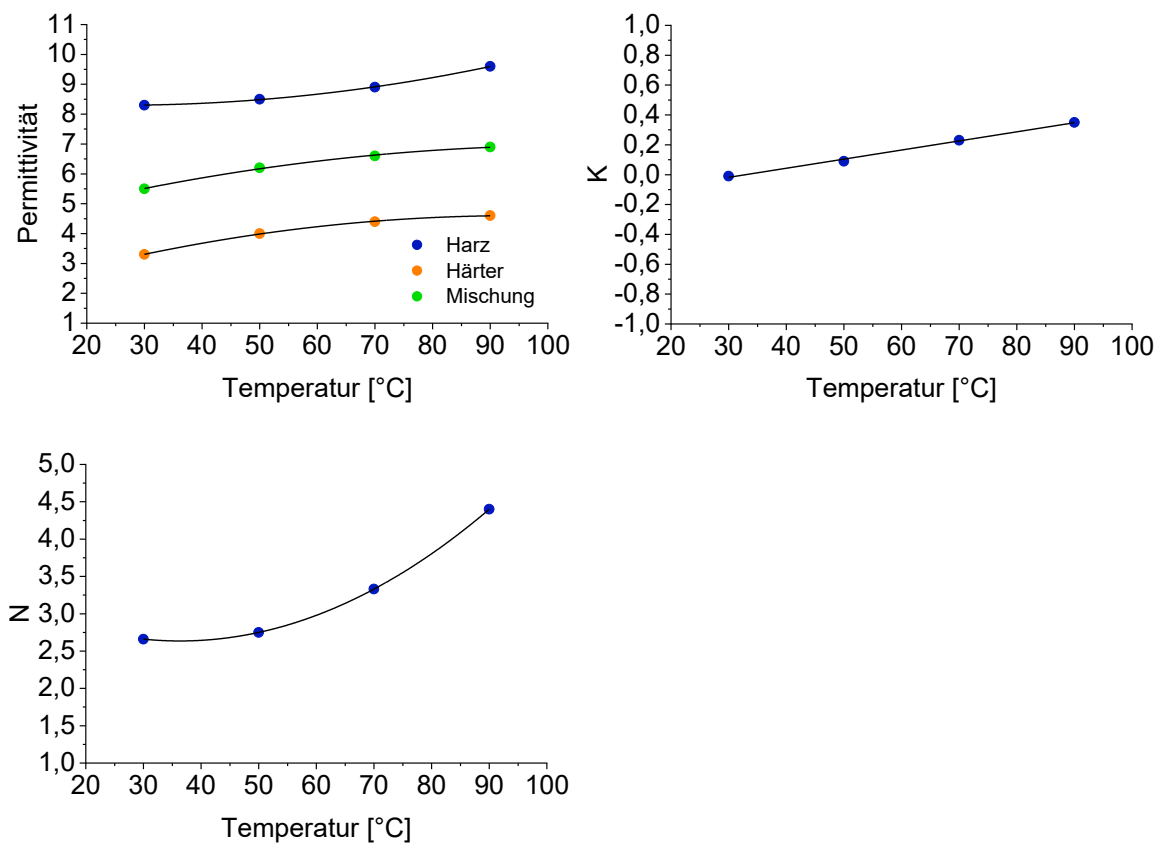 11
10
9
8
7
6
5
4
3
2
1
Permittivität
Harz
Härter
Mischung
20 30 40 50 60 70 80 90 100
Temperatur [°C]
1,0
0,8
0,6
0,4
0,2
0,0
-0,2
-0,4
-0,6
-0,8
-1,0
K
20 30 40 50 60 70 80 90 100
Temperatur [°C]
5,0
4,5
4,0
3,5
3,0
2,5
2,0
1,5
1,0
N
20 30 40 50 60 70 80 90 100
Temperatur [°C]